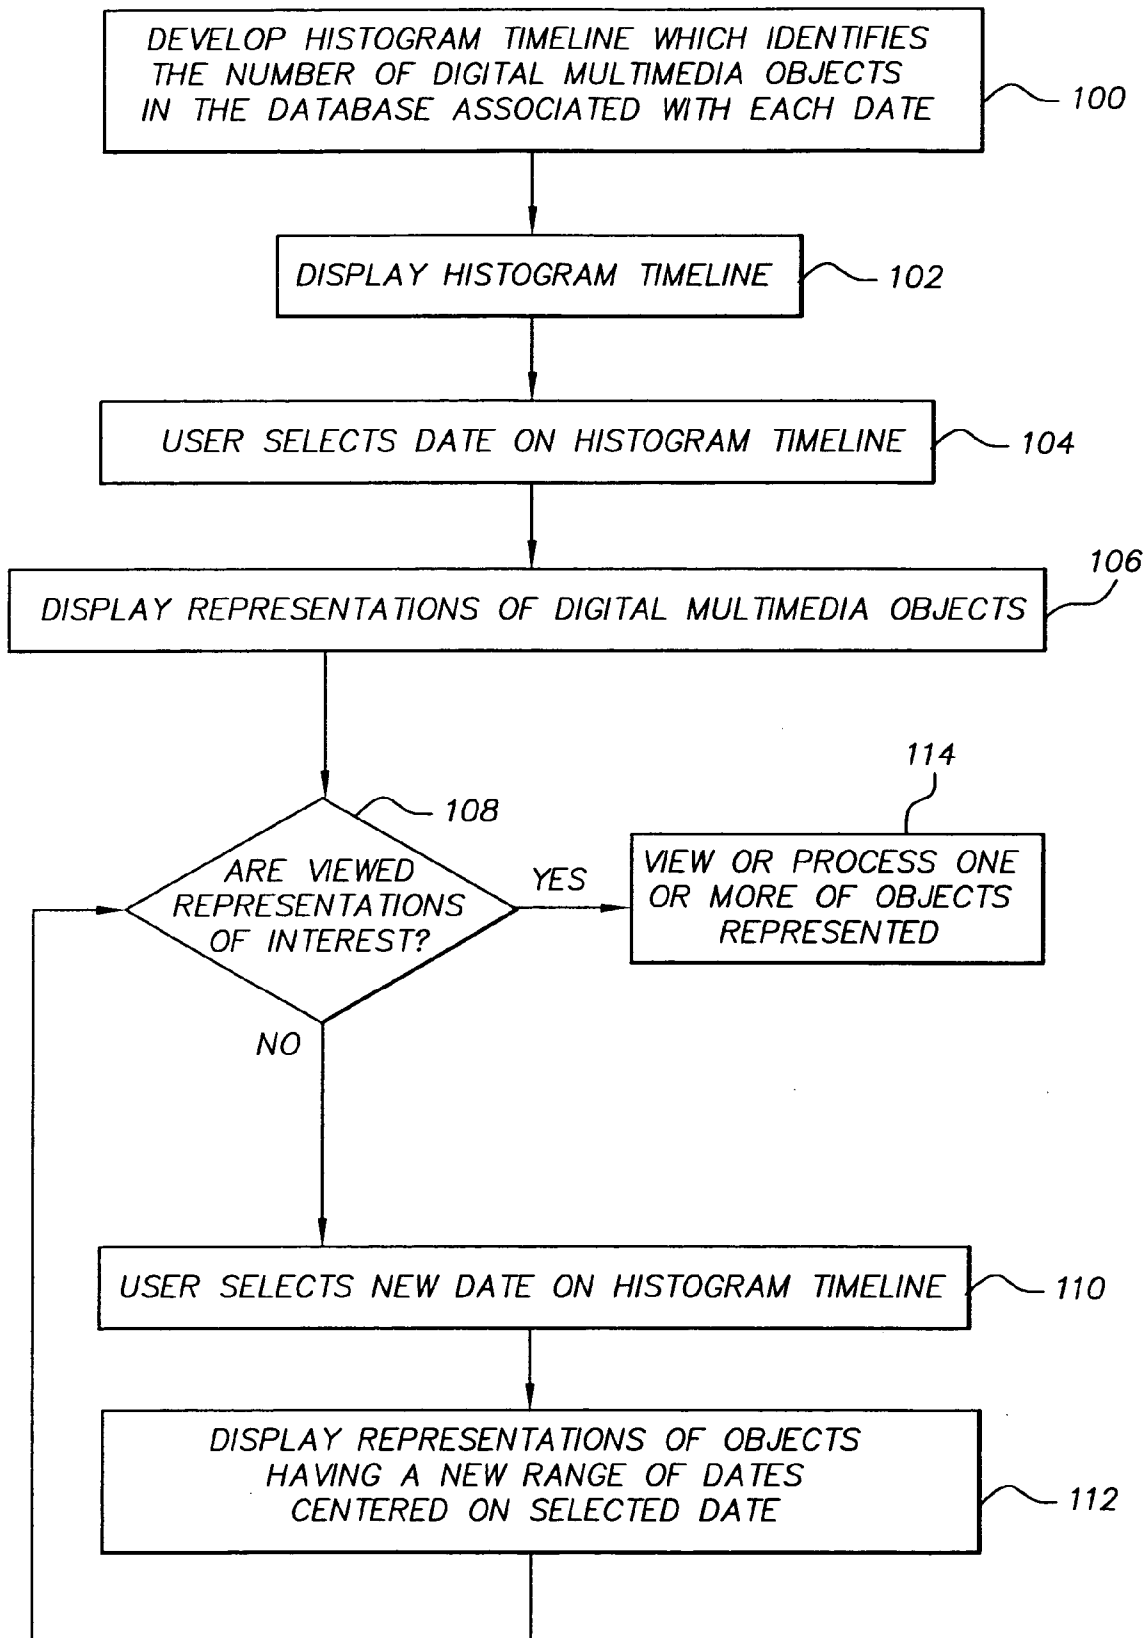 DEVELOP HISTOGRAM TIMELINE WHICH IDENTIFIES
THE NUMBER OF DIGITAL MULTIMEDIA OBJECTS
IN THE DATABASE ASSOCIATED WITH EACH DATE
100
DISPLAY HISTOGRAM TIMELINE
102
USER SELECTS DATE ON HISTOGRAM TIMELINE
104
106
DISPLAY REPRESENTATIONS OF DIGITAL MULTIMEDIA OBJECTS
114
108
ARE VIEWED
REPRESENTATIONS
OF INTEREST?
YES
VIEW OR PROCESS ONE
OR MORE OF OBJECTS
REPRESENTED
NO
USER SELECTS NEW DATE ON HISTOGRAM TIMELINE
110
DISPLAY REPRESENTATIONS OF OBJECTS
HAVING A NEW RANGE OF DATES
CENTERED ON SELECTED DATE
112